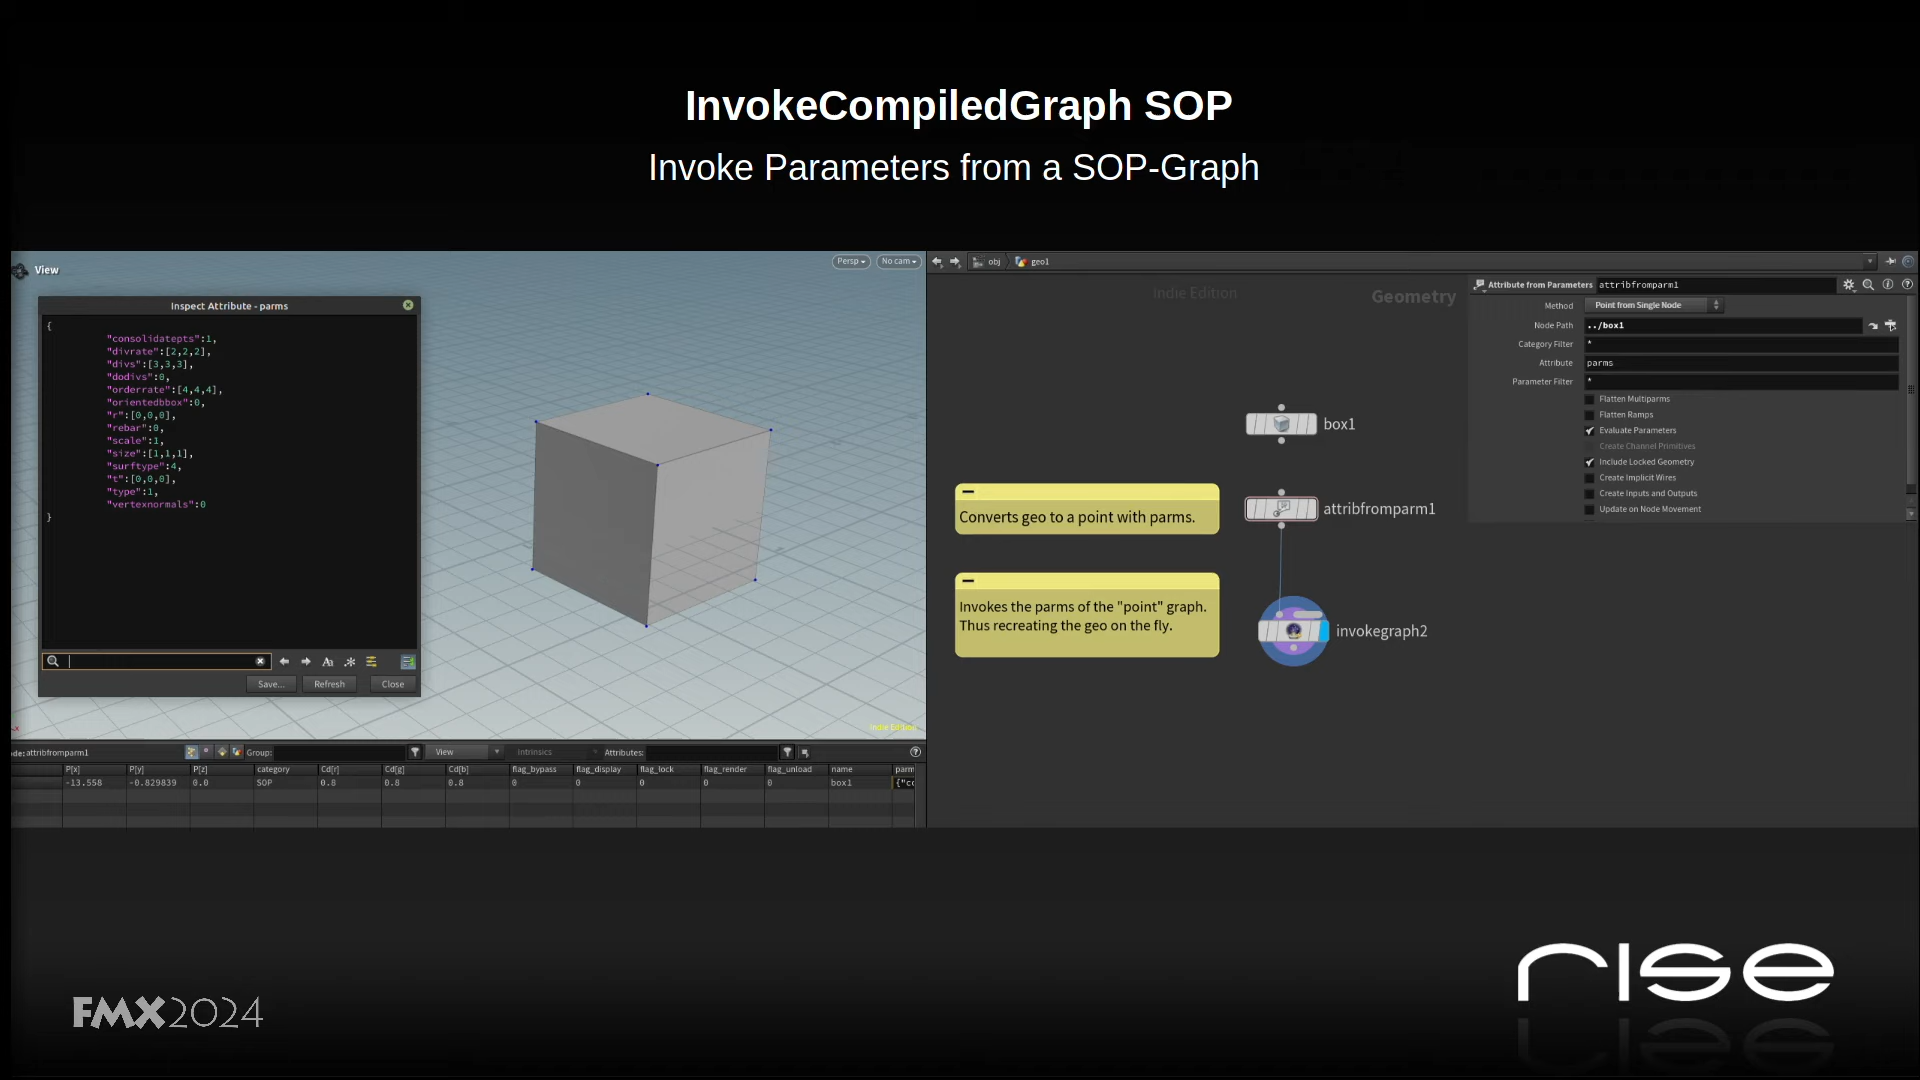 InvokeCompiledGraph SOP
Invoke Parameters from a SOP-Graph
View
Persp
No cam
Inspect Attribute - parms
{
"consolidatepts":1,
"divrate":[2,2,2],
"divs":[3,3,3],
"dodivs":0,
"orderrate":[4,4,4],
"orientedbbox":0,
"r":[0,0,0],
"rebar":0,
"scale":1,
"size":[1,1,1],
"surftype":4,
"t":[0,0,0],
"type":1,
"vertexnormals":0
}
Save...
Refresh
Close
Indie Edition
de:attribfromparm1
Group:
View
Intrinsics
Attributes:
P[x] P[y] P[z] category Cd[r] Cd[g] Cd[b] flag_bypass flag_display flag_lock flag_render flag_unload name parm
-13.558 -0.829839 0.0 SOP 0.8 0.8 0.8 0 0 0 0 0 box1 {"co
obj
geo1
Indie Edition
Geometry
Attribute from Parameters attribfromparm1
Method Point from Single Node
Node Path ../box1
Category Filter *
Attribute parms
Parameter Filter *
Flatten Multiparms
Flatten Ramps
Evaluate Parameters
Create Channel Primitives
Include Locked Geometry
Create Implicit Wires
Create Inputs and Outputs
Update on Node Movement
box1
attribfromparm1
Converts geo to a point with parms.
Invokes the parms of the "point" graph.
Thus recreating the geo on the fly.
invokegraph2
FMX2024
rise